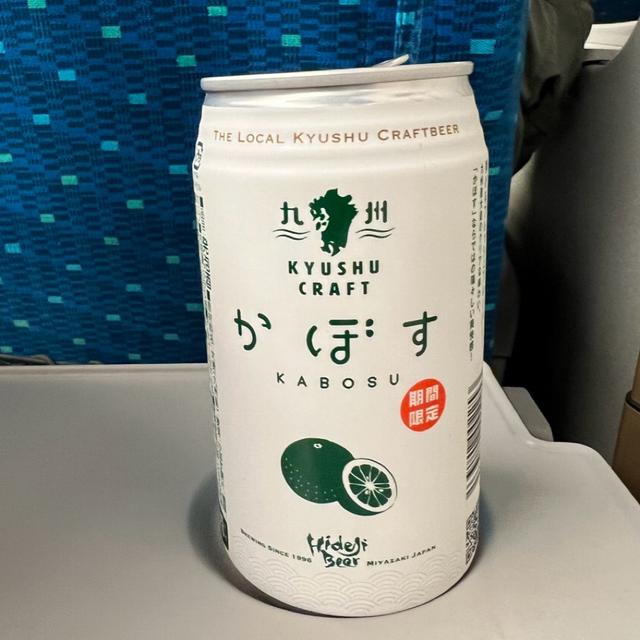 THE LOCAL KYUSHU CRAFTBEER
九州
KYUSHU
CRAFT
かぼす
KABOSU
期間
限定
Hideji
Beer
BREWING SINCE 1996
MIYAZAKI JAPAN